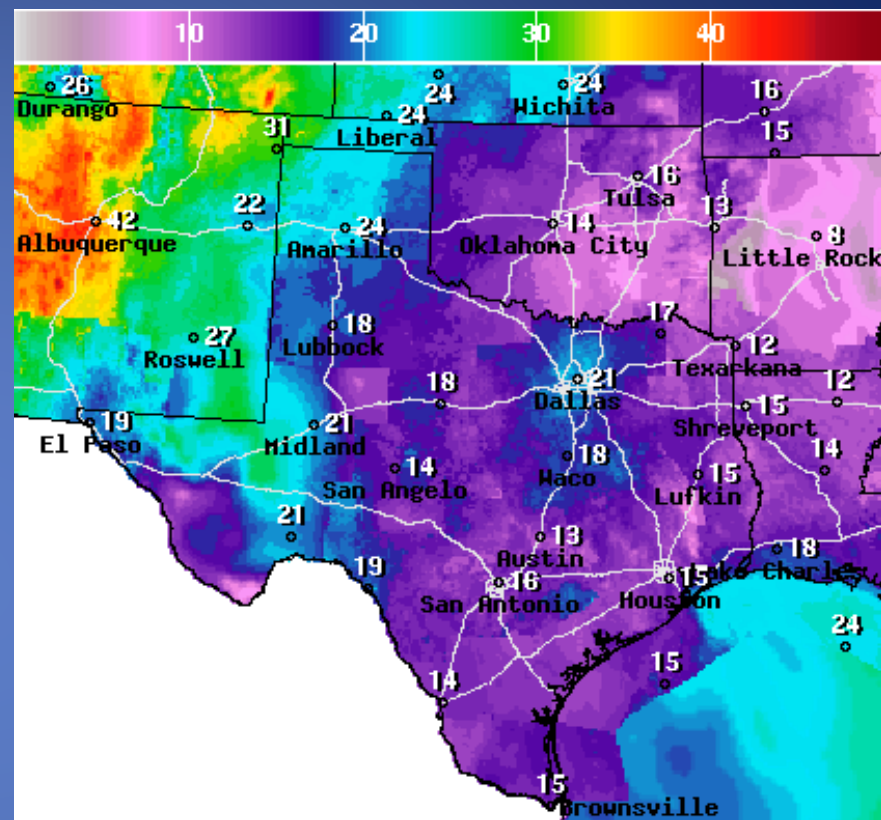 10 20 30 40
26 24 24 16
Durango Wichita
24
31 Liberal 15
16
Tulsa
42 22 24 14 13 8
Albuquerque Amarillo Oklahoma City Little Rock
27 18 17
Roswell Lubbock 12
Texarkana
21
18 Dallas 12
19 21 15
El Paso Midland Shreveport
14 18 15 14
San Angelo Waco Lufkin
21 13 18
Austin
19 16 15 Lake Charles
San Antonio Houston
24
14 15
15
Brownsville